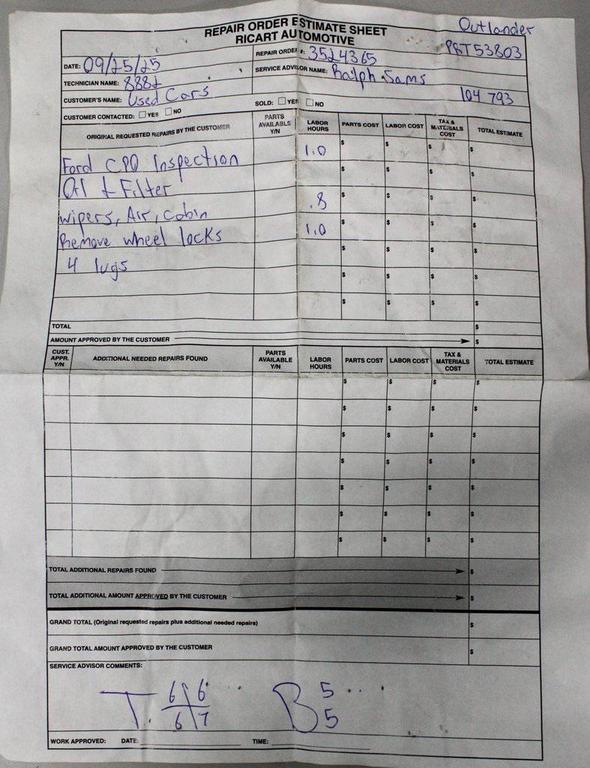 REPAIR ORDER ESTIMATE SHEET
RICART AUTOMOTIVE
Outlander
DATE: 09/25/25
REPAIR ORDER #: 3524365
P&T53803
TECHNICIAN NAME: 8882
SERVICE ADVISOR NAME: Ralph Sams
CUSTOMER'S NAME: Used Cars
SOLD: YES NO
104 793
CUSTOMER CONTACTED: YES NO
ORIGINAL REQUESTED REPAIRS BY THE CUSTOMER PARTS AVAILABLE Y/N LABOR HOURS PARTS COST LABOR COST TAX & MATERIALS COST TOTAL ESTIMATE
Ford CPO Inspection 1.0 $ $ $ $
Oil + Filter $ $ $ $
wipers, Air, cabin .8 $ $ $ $
Remove wheel locks 1.0 $ $ $ $
4 lugs $ $ $ $
$ $ $ $
$ $ $ $
TOTAL $
AMOUNT APPROVED BY THE CUSTOMER $
CUST. APPR. Y/N ADDITIONAL NEEDED REPAIRS FOUND PARTS AVAILABLE Y/N LABOR HOURS PARTS COST LABOR COST TAX & MATERIALS COST TOTAL ESTIMATE
$ $ $ $
$ $ $ $
$ $ $ $
$ $ $ $
$ $ $ $
$ $ $ $
$ $ $ $
TOTAL ADDITIONAL REPAIRS FOUND $
TOTAL ADDITIONAL AMOUNT APPROVED BY THE CUSTOMER $
GRAND TOTAL (Original requested repairs plus additional needed repairs) $
GRAND TOTAL AMOUNT APPROVED BY THE CUSTOMER $
SERVICE ADVISOR COMMENTS:
T. 6 6 B 5
6 7 5
WORK APPROVED: DATE: TIME: